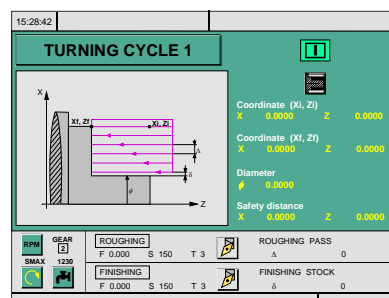 15:28:42
TURNING CYCLE 1
X
Xf, Zf
Xi, Zi
Δ
δ
ϕ
Z
Coordinate (Xi, Zi)
X 0.0000 Z 0.0000
Coordinate (Xf, Zf)
X 0.0000 Z 0.0000
Diameter
ϕ 0.0000
Safety distance
X 0.0000 Z 0.0000
RPM
GEAR
2
SMAX 1230
ROUGHING
F 0.000 S 150 T 3
ROUGHING PASS
Δ 0
FINISHING
F 0.000 S 150 T 3
FINISHING STOCK
δ 0